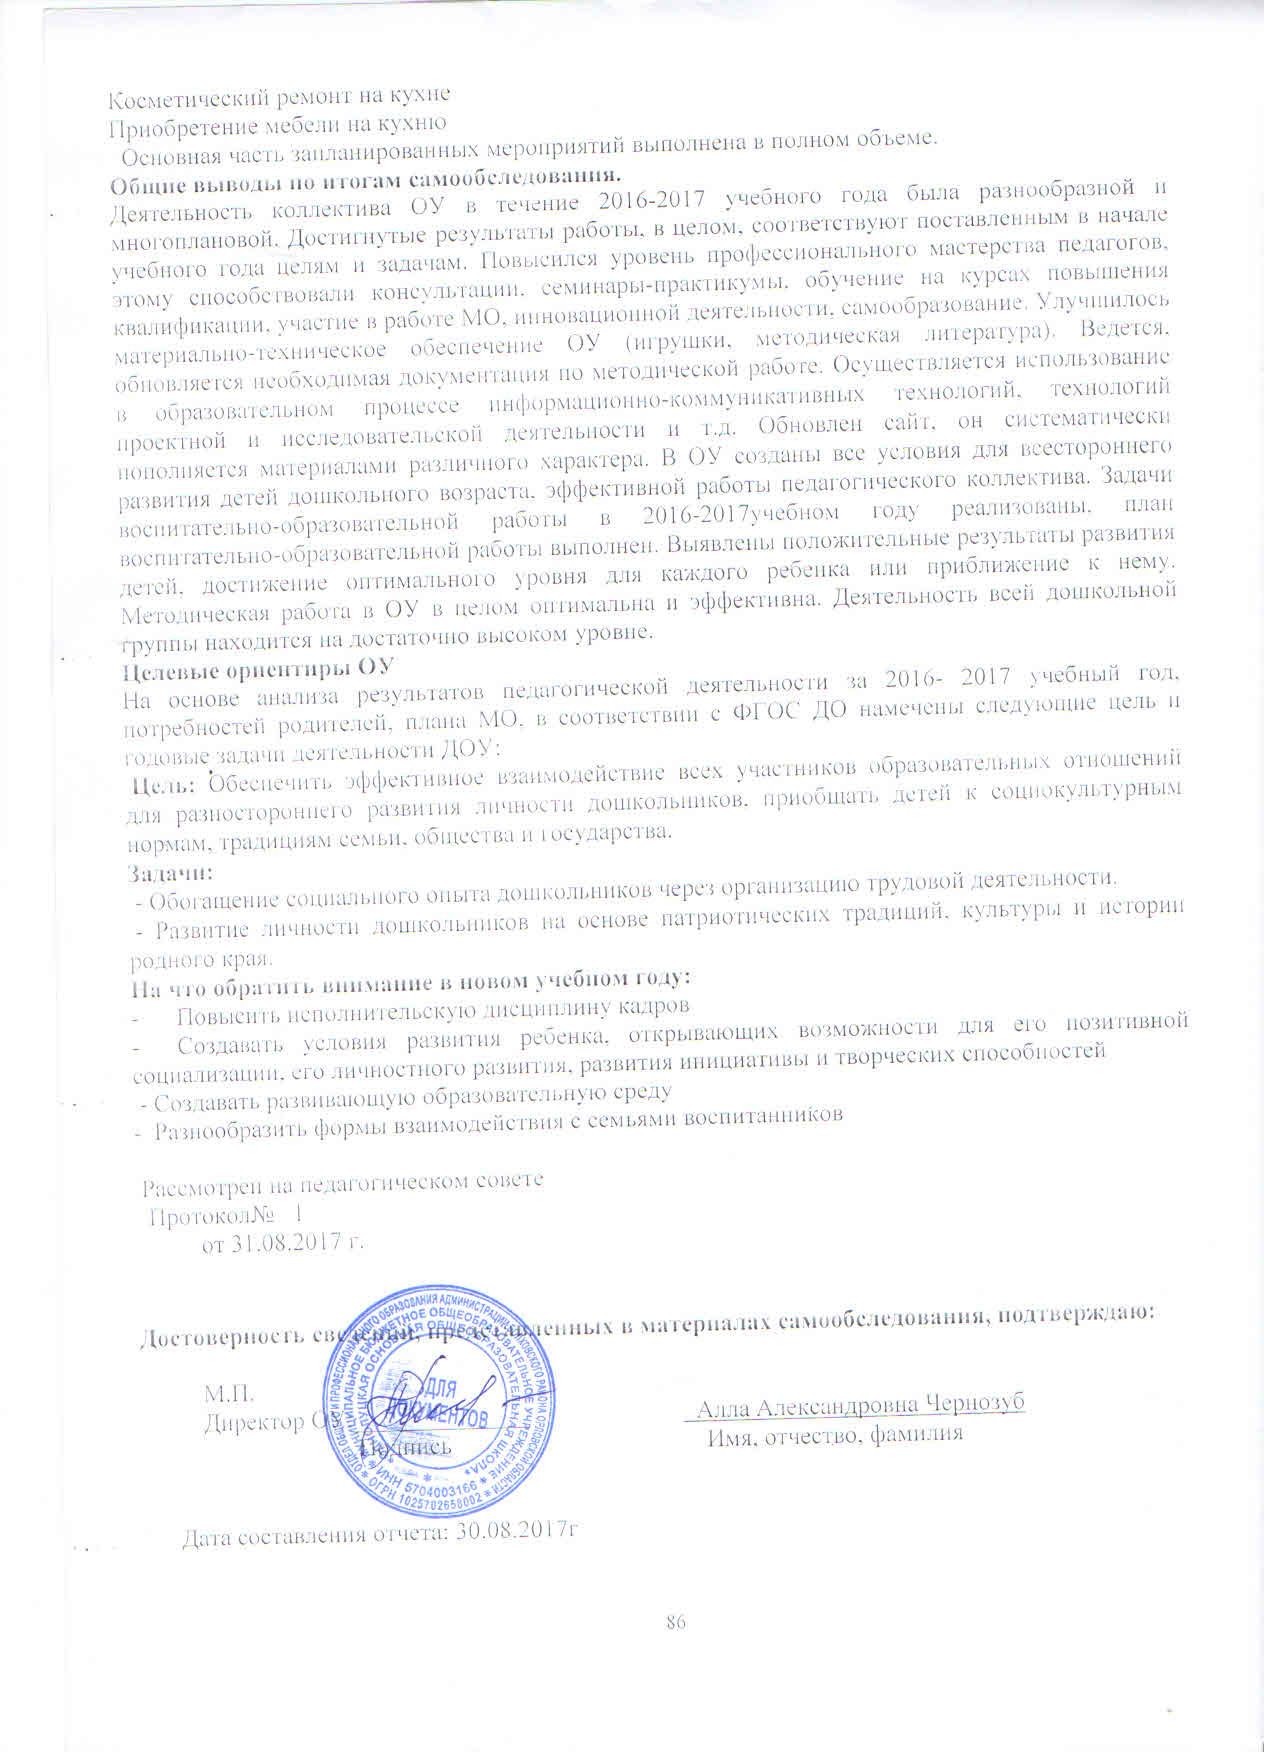 Косметический ремонт на кухне
Приобретение мебели на кухню
Основная часть запланированных мероприятий выполнена в полном объеме.
Общие выводы по итогам самообследования.
Деятельность коллектива ОУ в течение 2016-2017 учебного года была разнообразной и
многоплановой. Достигнутые результаты работы, в целом, соответствуют поставленным в начале
учебного года целям и задачам. Повысился уровень профессионального мастерства педагогов,
этому способствовали консультации, семинары-практикумы, обучение на курсах повышения
квалификации, участие в работе МО, инновационной деятельности, самообразование. Улучшилось
материально-техническое обеспечение ОУ (игрушки, методическая литература). Ведется,
обновляется необходимая документация по методической работе. Осуществляется использование
в образовательном процессе информационно-коммуникативных технологий, технологий
проектной и исследовательской деятельности и т.д. Обновлен сайт, он систематически
пополняется материалами различного характера. В ОУ созданы все условия для всестороннего
развития детей дошкольного возраста, эффективной работы педагогического коллектива. Задачи
воспитательно-образовательной работы в 2016-2017учебном году реализованы, план
воспитательно-образовательной работы выполнен. Выявлены положительные результаты развития
детей, достижение оптимального уровня для каждого ребенка или приближение к нему.
Методическая работа в ОУ в целом оптимальна и эффективна. Деятельность всей дошкольной
группы находится на достаточно высоком уровне.
Целевые ориентиры ОУ
На основе анализа результатов педагогической деятельности за 2016- 2017 учебный год,
потребностей родителей, плана МО, в соответствии с ФГОС ДО намечены следующие цель и
годовые задачи деятельности ДОУ:
Цель: Обеспечить эффективное взаимодействие всех участников образовательных отношений
для разностороннего развития личности дошкольников, приобщать детей к социокультурным
нормам, традициям семьи, общества и государства.
Задачи:
- Обогащение социального опыта дошкольников через организацию трудовой деятельности.
- Развитие личности дошкольников на основе патриотических традиций, культуры и истории
родного края.
На что обратить внимание в новом учебном году:
- Повысить исполнительскую дисциплину кадров
- Создавать условия развития ребенка, открывающих возможности для его позитивной
социализации, его личностного развития, развития инициативы и творческих способностей
- Создавать развивающую образовательную среду
- Разнообразить формы взаимодействия с семьями воспитанников
Рассмотрен на педагогическом совете
Протокол№ 1
от 31.08.2017 г.
Достоверность сведений, представленных в материалах самообследования, подтверждаю:
М.П.
Директор ОУ Алла Александровна Чернозуб
Подпись Имя, отчество, фамилия
ДЛЯ
ДОКУМЕНТОВ
МУНИЦИПАЛЬНОЕ БЮДЖЕТНОЕ ОБЩЕОБРАЗОВАТЕЛЬНОЕ УЧРЕЖДЕНИЕ
ОСНОВНАЯ ОБЩЕОБРАЗОВАТЕЛЬНАЯ ШКОЛА
ИНН 5704003166
ОГРН 1025702658002
Дата составления отчета: 30.08.2017г
86